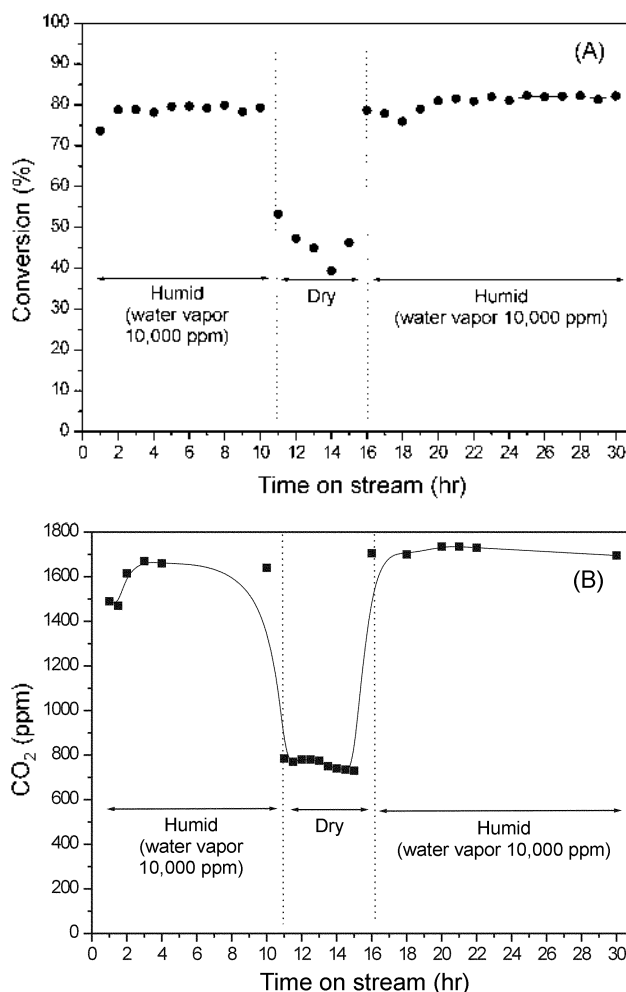 (A)
Conversion (%)
100
90
80
70
60
50
40
30
20
10
0
Humid
(water vapor
10,000 ppm)
Dry
Humid
(water vapor 10,000 ppm)
0 2 4 6 8 10 12 14 16 18 20 22 24 26 28 30
Time on stream (hr)
(B)
CO₂ (ppm)
1800
1600
1400
1200
1000
800
600
400
200
0
Humid
(water vapor
10,000 ppm)
Dry
Humid
(water vapor 10,000 ppm)
0 2 4 6 8 10 12 14 16 18 20 22 24 26 28 30
Time on stream (hr)